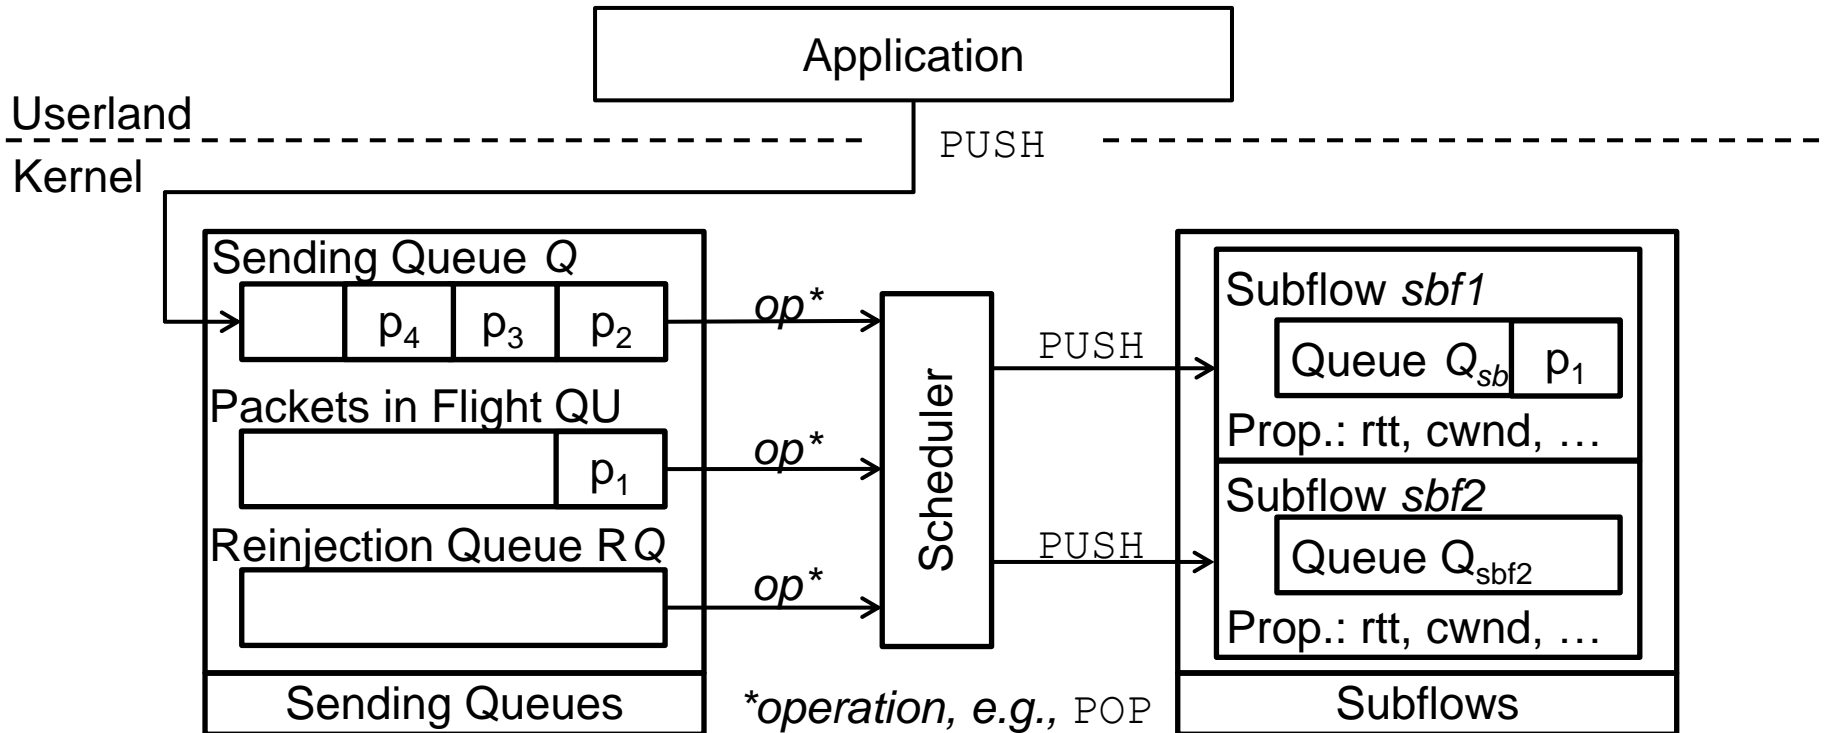 Application
Userland
PUSH
Kernel
Sending Queue Q
p4 p3 p2
op*
Packets in Flight QU
p1
op*
Reinjection Queue RQ
op*
Sending Queues
Scheduler
*operation, e.g., POP
PUSH
PUSH
Subflow sbf1
Queue Qsb p1
Prop.: rtt, cwnd, …
Subflow sbf2
Queue Qsbf2
Prop.: rtt, cwnd, …
Subflows